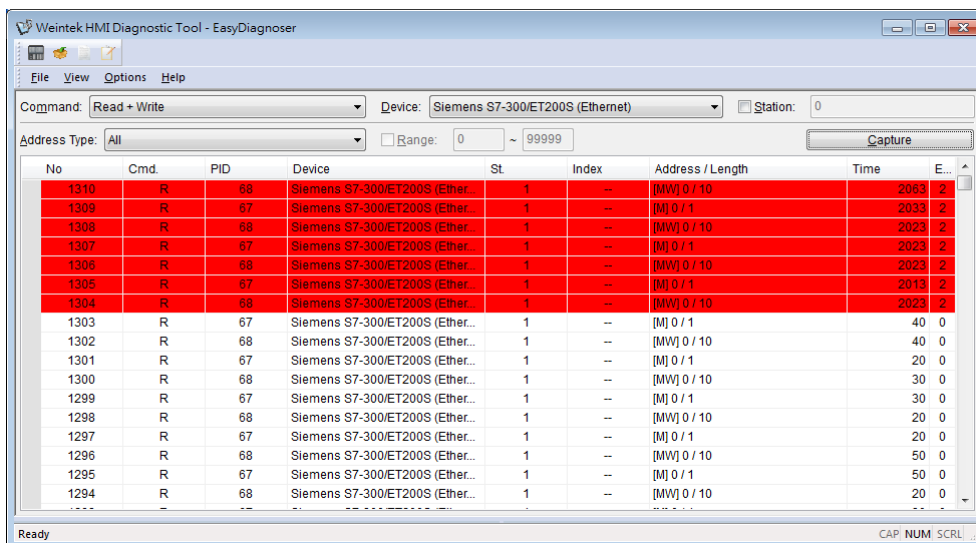 Weintek HMI Diagnostic Tool - EasyDiagnoser
File View Options Help
Command: Read + Write Device: Siemens S7-300/ET200S (Ethernet) Station: 0
Address Type: All Range: 0 ~ 99999 Capture
No Cmd. PID Device St. Index Address / Length Time E...
1310 R 68 Siemens S7-300/ET200S (Ether... 1 -- [MW] 0 / 10 2063 2
1309 R 67 Siemens S7-300/ET200S (Ether... 1 -- [M] 0 / 1 2033 2
1308 R 68 Siemens S7-300/ET200S (Ether... 1 -- [MW] 0 / 10 2023 2
1307 R 67 Siemens S7-300/ET200S (Ether... 1 -- [M] 0 / 1 2023 2
1306 R 68 Siemens S7-300/ET200S (Ether... 1 -- [MW] 0 / 10 2023 2
1305 R 67 Siemens S7-300/ET200S (Ether... 1 -- [M] 0 / 1 2013 2
1304 R 68 Siemens S7-300/ET200S (Ether... 1 -- [MW] 0 / 10 2023 2
1303 R 67 Siemens S7-300/ET200S (Ether... 1 -- [M] 0 / 1 40 0
1302 R 68 Siemens S7-300/ET200S (Ether... 1 -- [MW] 0 / 10 40 0
1301 R 67 Siemens S7-300/ET200S (Ether... 1 -- [M] 0 / 1 20 0
1300 R 68 Siemens S7-300/ET200S (Ether... 1 -- [MW] 0 / 10 30 0
1299 R 67 Siemens S7-300/ET200S (Ether... 1 -- [M] 0 / 1 30 0
1298 R 68 Siemens S7-300/ET200S (Ether... 1 -- [MW] 0 / 10 20 0
1297 R 67 Siemens S7-300/ET200S (Ether... 1 -- [M] 0 / 1 20 0
1296 R 68 Siemens S7-300/ET200S (Ether... 1 -- [MW] 0 / 10 50 0
1295 R 67 Siemens S7-300/ET200S (Ether... 1 -- [M] 0 / 1 50 0
1294 R 68 Siemens S7-300/ET200S (Ether... 1 -- [MW] 0 / 10 20 0
Ready CAP NUM SCRL